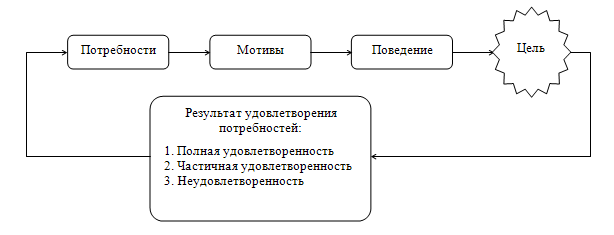 Потребности
Мотивы
Поведение
Цель
Результат удовлетворения
потребностей:
1. Полная удовлетворенность
2. Частичная удовлетворенность
3. Неудовлетворенность